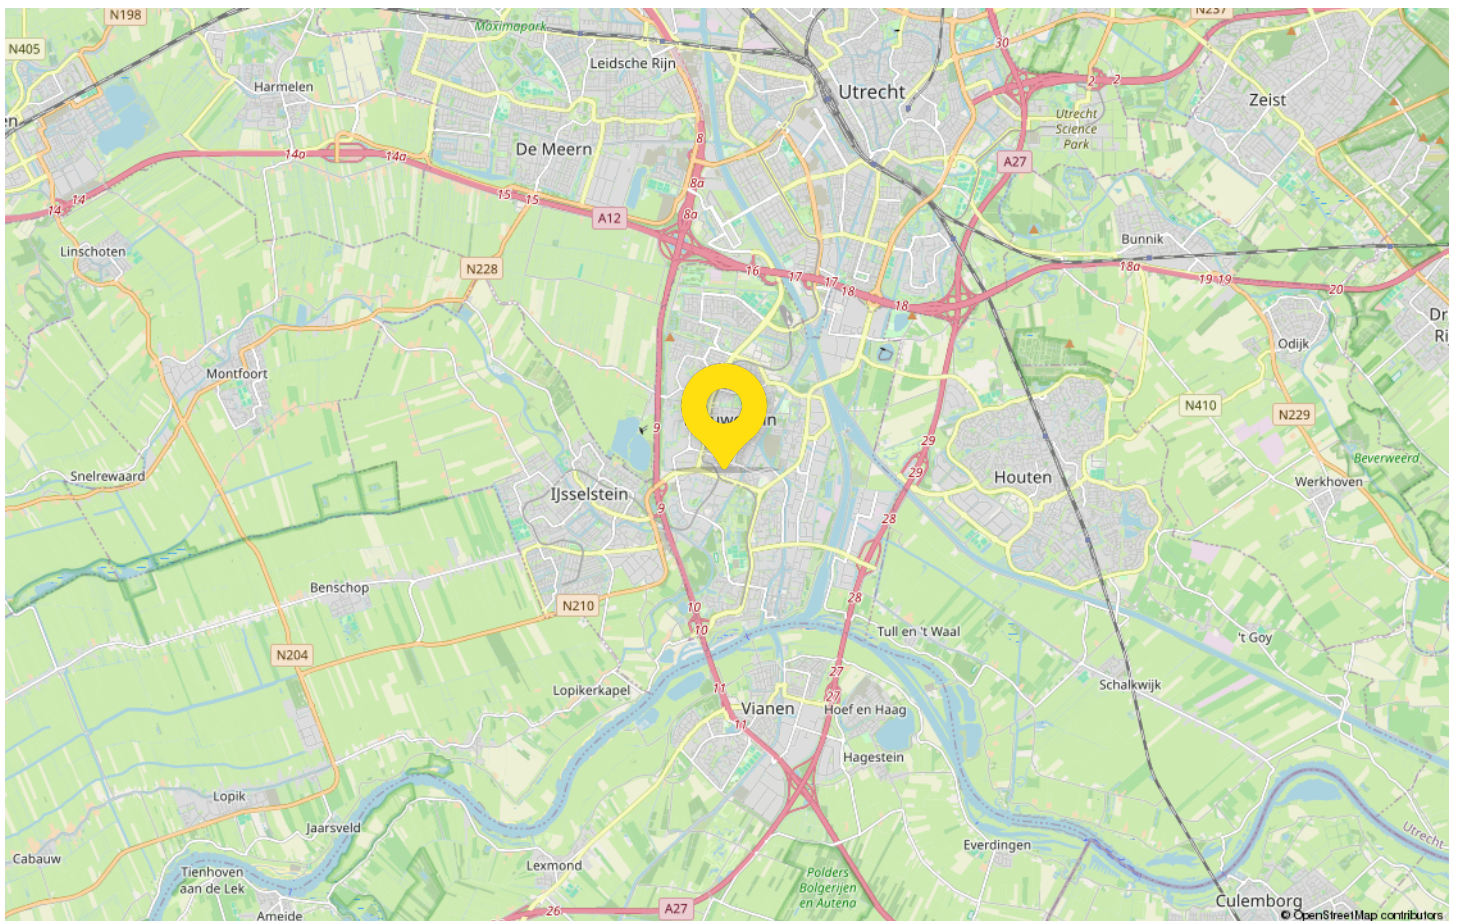 N198
N237
Maximapark
30
N405
Leidsche Rijn
2
2
Harmelen
Utrecht
Zeist
Utrecht
Science
Park
8
De Meern
14a
14a
A27
8a
15
15
14
14
8a
A12
Linschoten
Bunnik
N228
16
17
17
18
18
18a
19 19
20
Odijk
Montfoort
N410
N229
9
29
29
Beverweerd
Snelrewaard
Houten
Werkhoven
IJsselstein
9
28
Benschop
28
N210
10
10
Tull en 't Waal
't Goy
N204
27
27
Lopikerkapel
11
Schalkwijk
11
Vianen
Hoef en Haag
Hagestein
Lopik
Jaarsveld
Utrecht
Everdingen
Cabauw
Lexmond
Tienhoven
aan de Lek
Polders
Bolgerijen
en Autena
Culemborg
26
A27
Ameide
© OpenStreetMap contributors